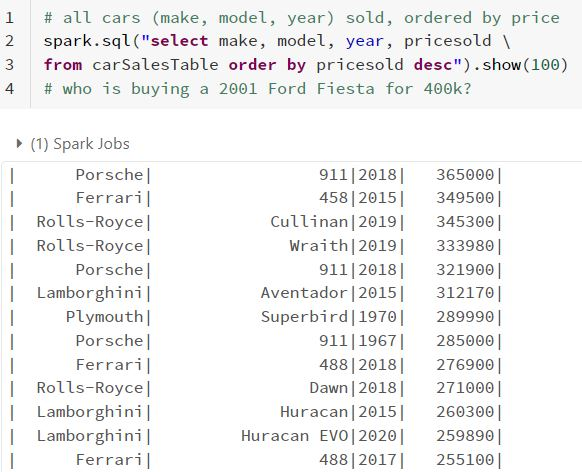 1 # all cars (make, model, year) sold, ordered by price
2 spark.sql("select make, model, year, pricesold \
3 from carSalesTable order by pricesold desc").show(100)
4 # who is buying a 2001 Ford Fiesta for 400k?
(1) Spark Jobs
| Porsche| 911|2018| 365000|
| Ferrari| 458|2015| 349500|
| Rolls-Royce| Cullinan|2019| 345300|
| Rolls-Royce| Wraith|2019| 333980|
| Porsche| 911|2018| 321900|
| Lamborghini| Aventador|2015| 312170|
| Plymouth| Superbird|1970| 289990|
| Porsche| 911|1967| 285000|
| Ferrari| 488|2018| 276900|
| Rolls-Royce| Dawn|2018| 271000|
| Lamborghini| Huracan|2015| 260300|
| Lamborghini| Huracan EVO|2020| 259890|
| Ferrari| 488|2017| 255100|